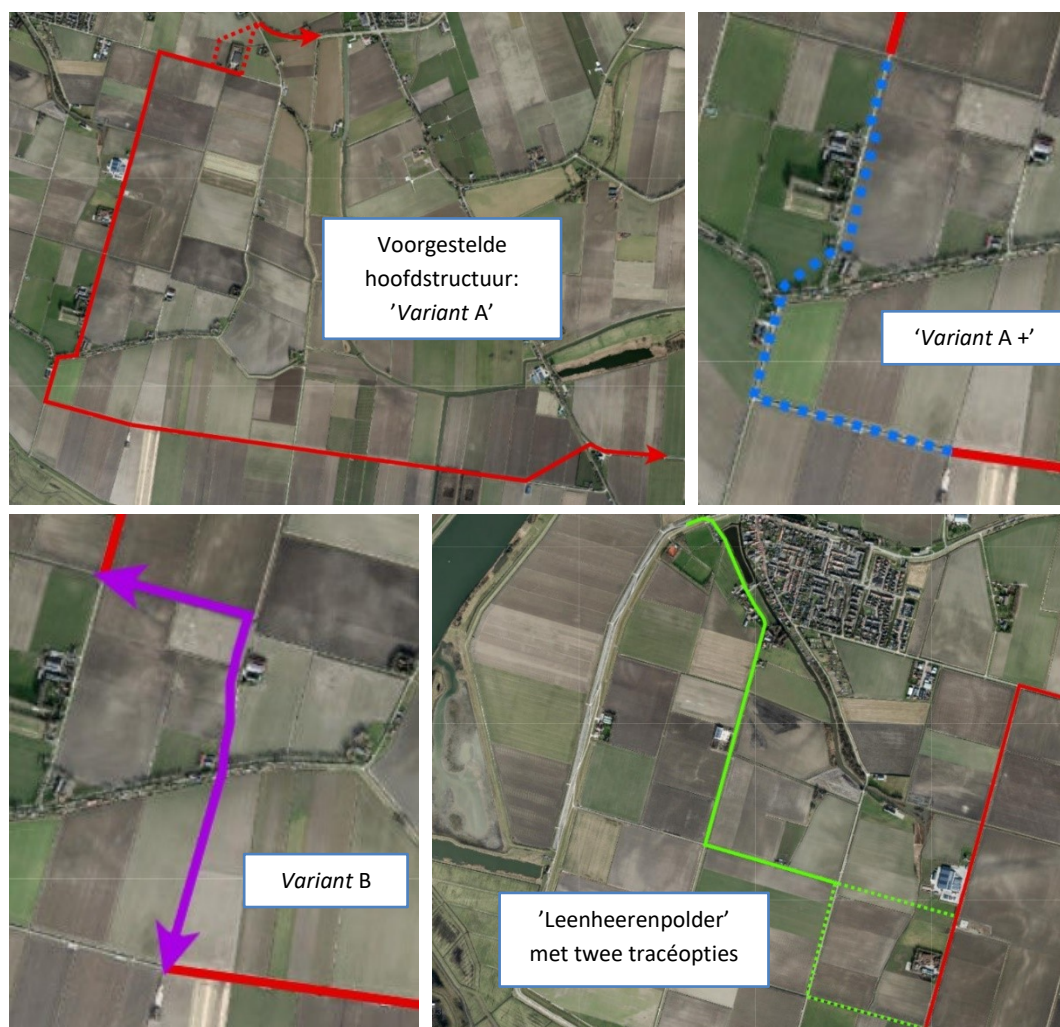 Voorgestelde
hoofdstructuur:
’Variant A’
‘Variant A +’
Variant B
’Leenheerenpolder’
met twee tracéopties